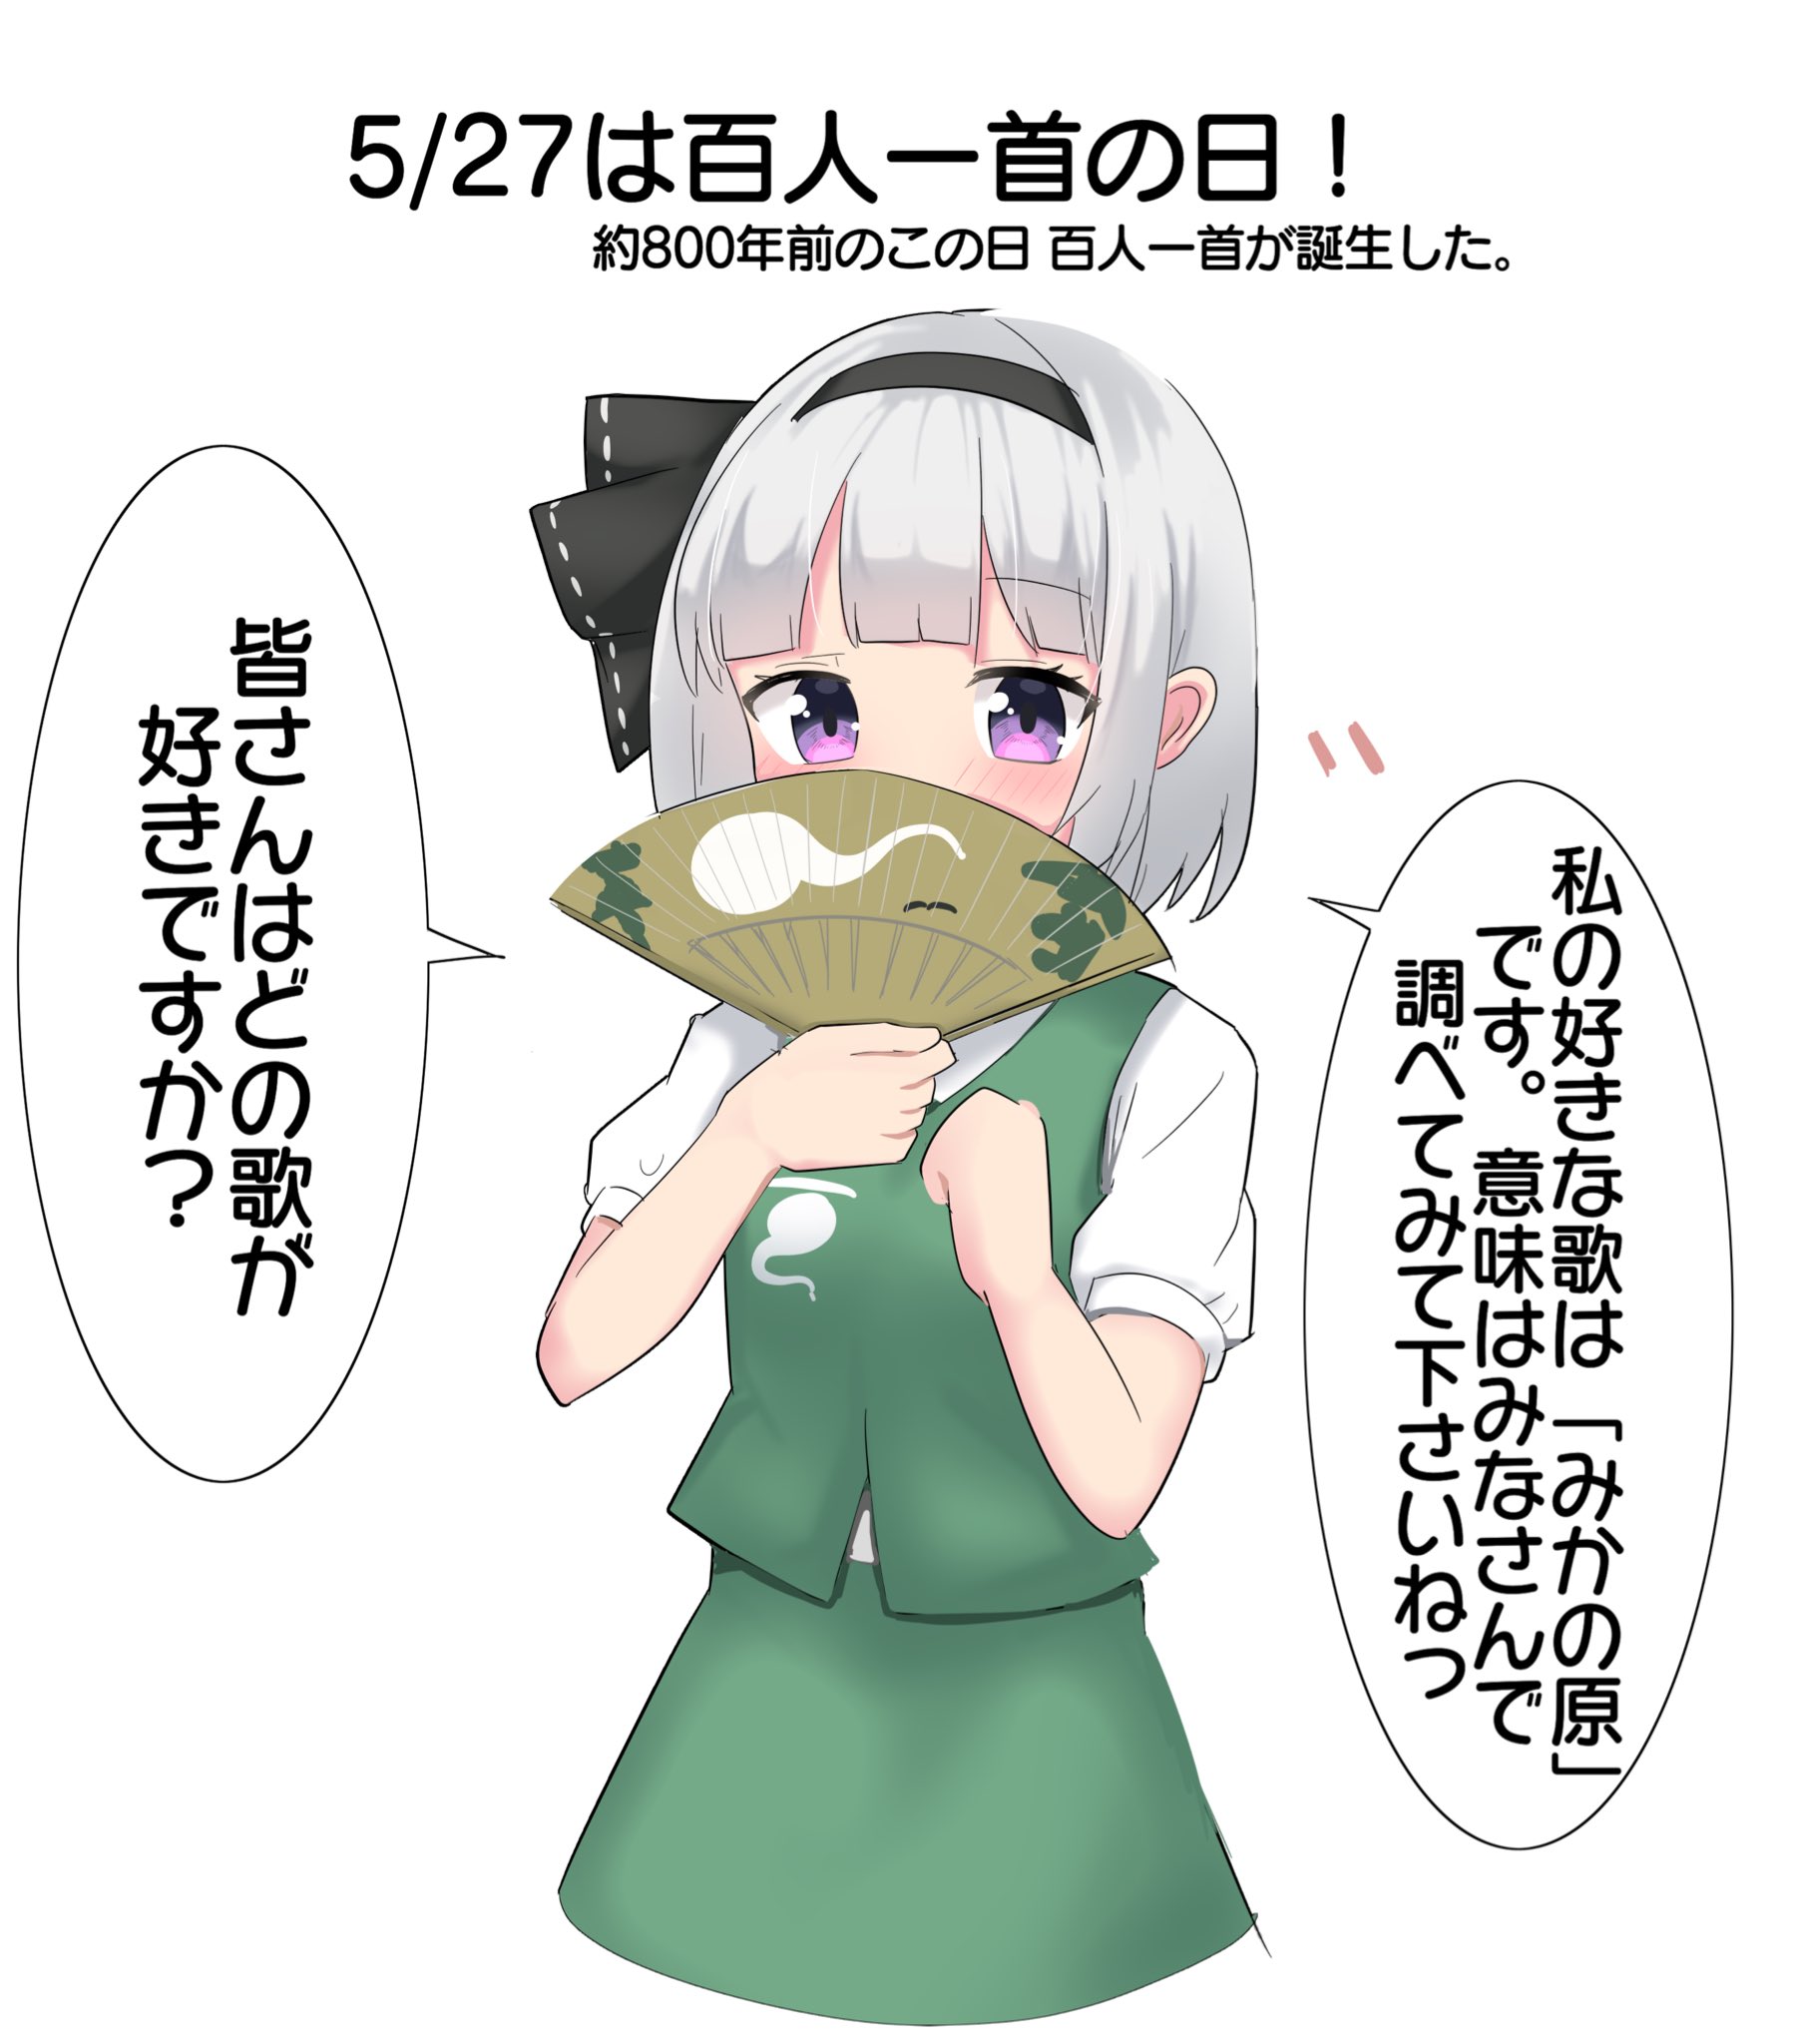 5/27は百人一首の日！
約800年前のこの日 百人一首が誕生した。
私の好きな歌は「みかの原」
です。 意味はみなさんで
調べてみて下さいねっ
皆さんはどの歌が
好きですか？